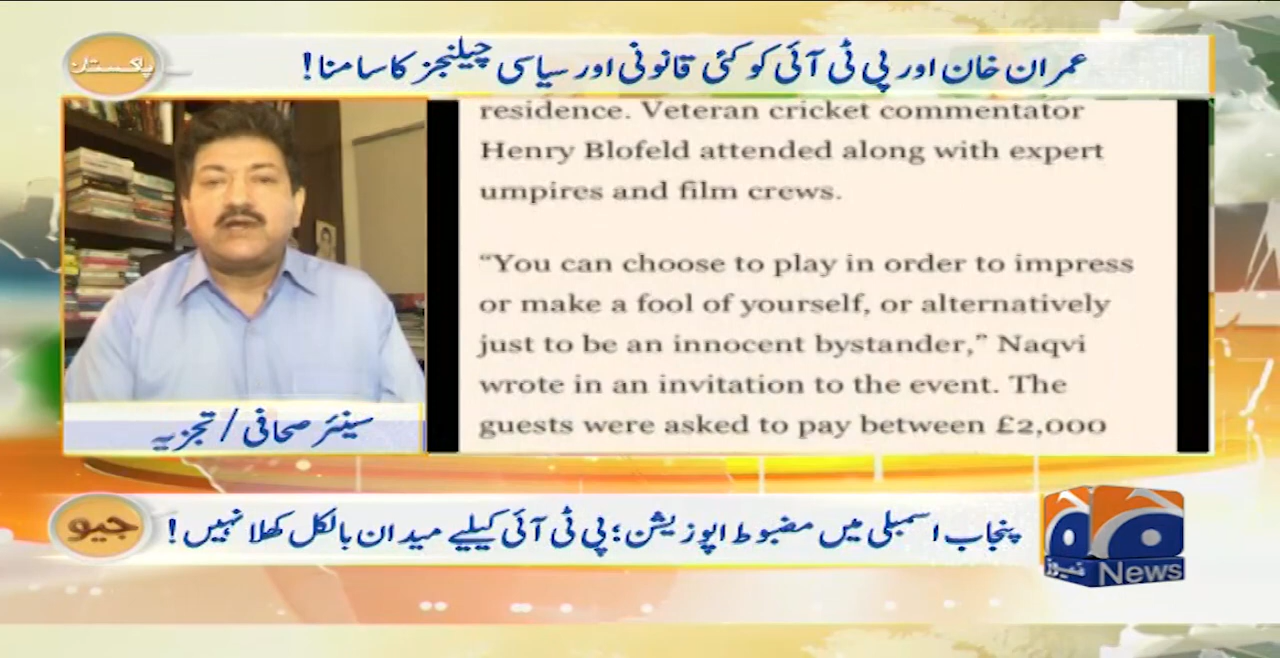 پاکستان
عمران خان اور پی ٹی آئی کو کئی قانونی اور سیاسی چیلنجز کا سامنا!
residence. Veteran cricket commentator
Henry Blofeld attended along with expert
umpires and film crews.
“You can choose to play in order to impress
or make a fool of yourself, or alternatively
just to be an innocent bystander,” Naqvi
wrote in an invitation to the event. The
guests were asked to pay between £2,000
سینئر صحافی / تجزیہ
جیو
پنجاب اسمبلی میں مضبوط اپوزیشن؛ پی ٹی آئی کیلیے میدان بالکل کھلا نہیں!
نیوز News